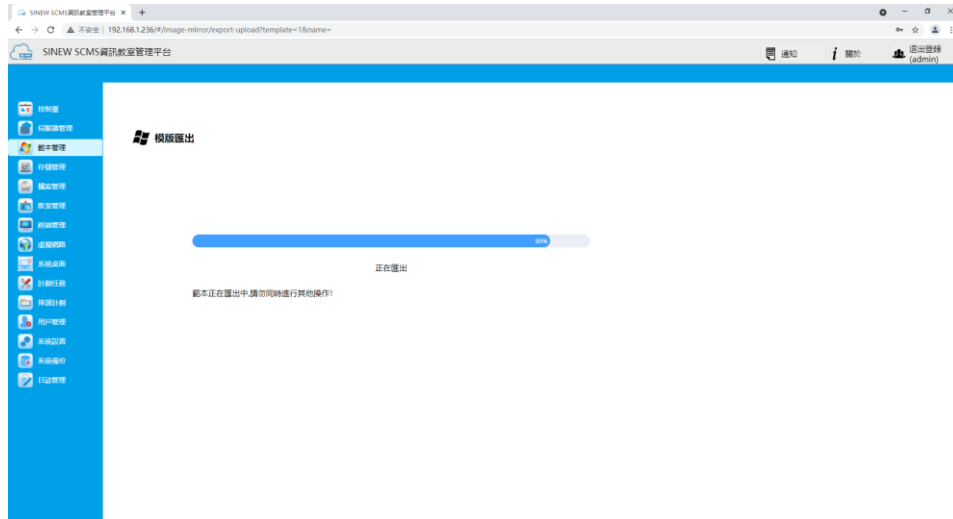 SINEW SCMS資訊教室管理平台
不安全 | 192.168.1.236/#/image-mirror/export-upload?template=1&name=
SINEW SCMS資訊教室管理平台
通知
關於
退出登錄
(admin)
控制臺
伺服器管理
範本管理
存儲管理
檔案管理
教室管理
終端管理
虛擬網路
系統桌面
計劃任務
排課計劃
用戶管理
系統設置
系統備份
日誌管理
模版匯出
90%
正在匯出
範本正在匯出中,請勿同時進行其他操作!